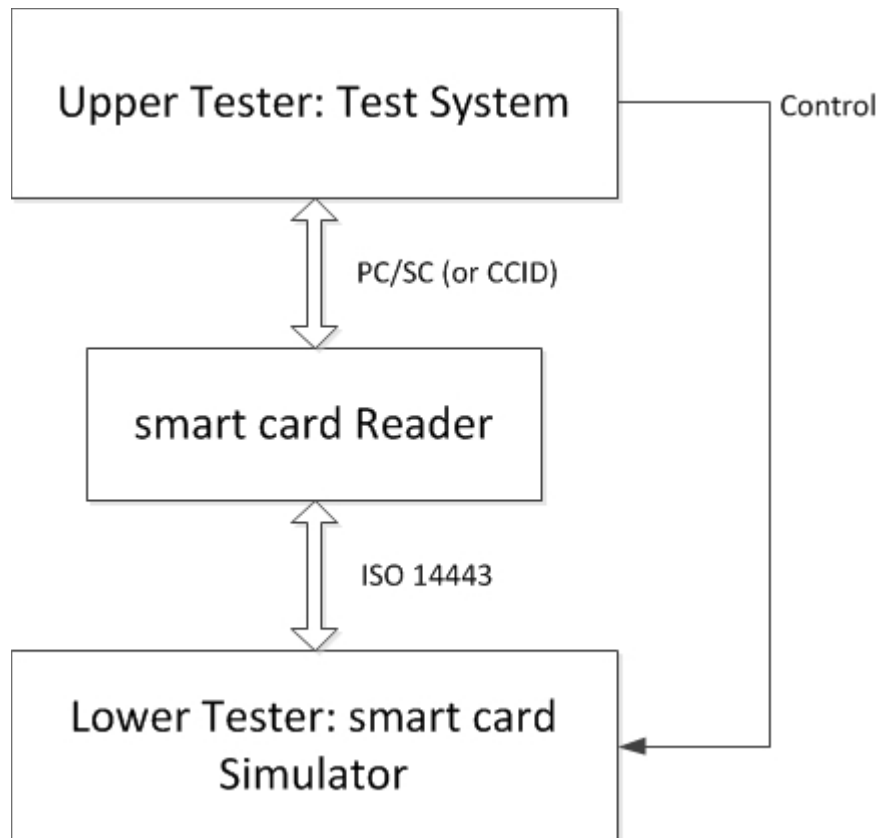 Upper Tester: Test System
Control
PC/SC (or CCID)
smart card Reader
ISO 14443
Lower Tester: smart card
Simulator